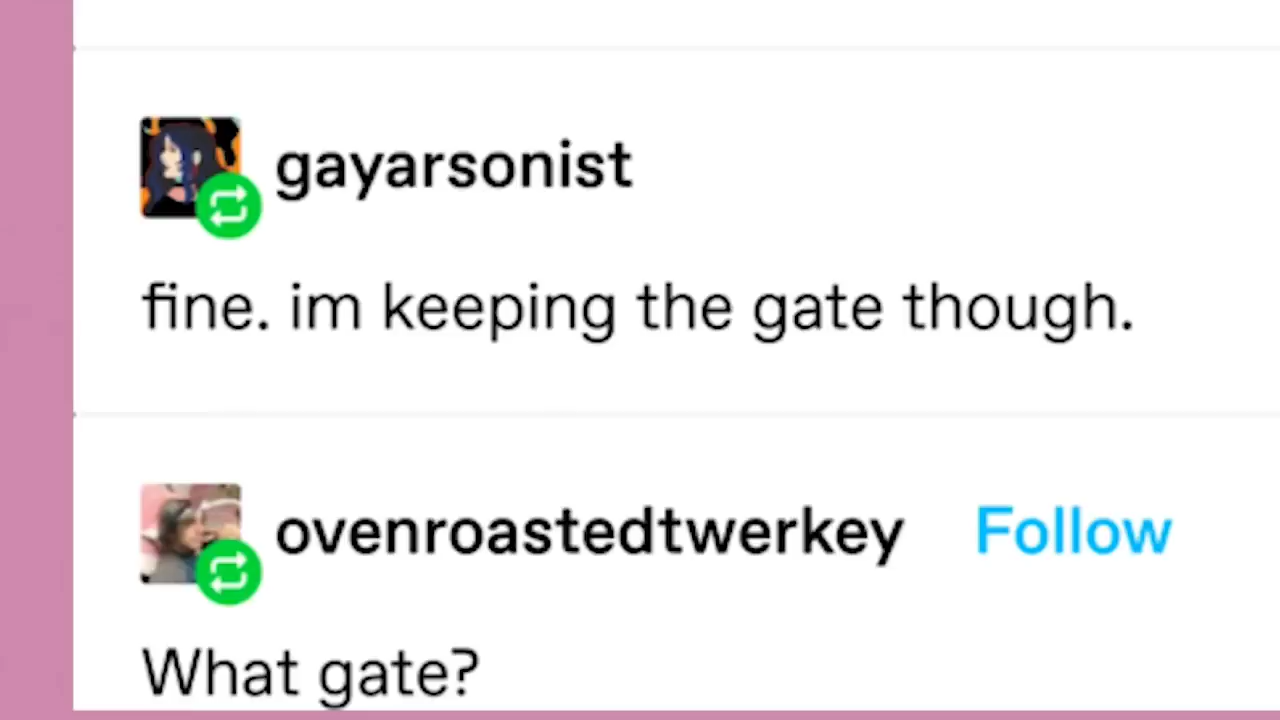 gayarsonist
fine. im keeping the gate though.
ovenroastedtwerkey Follow
What gate?